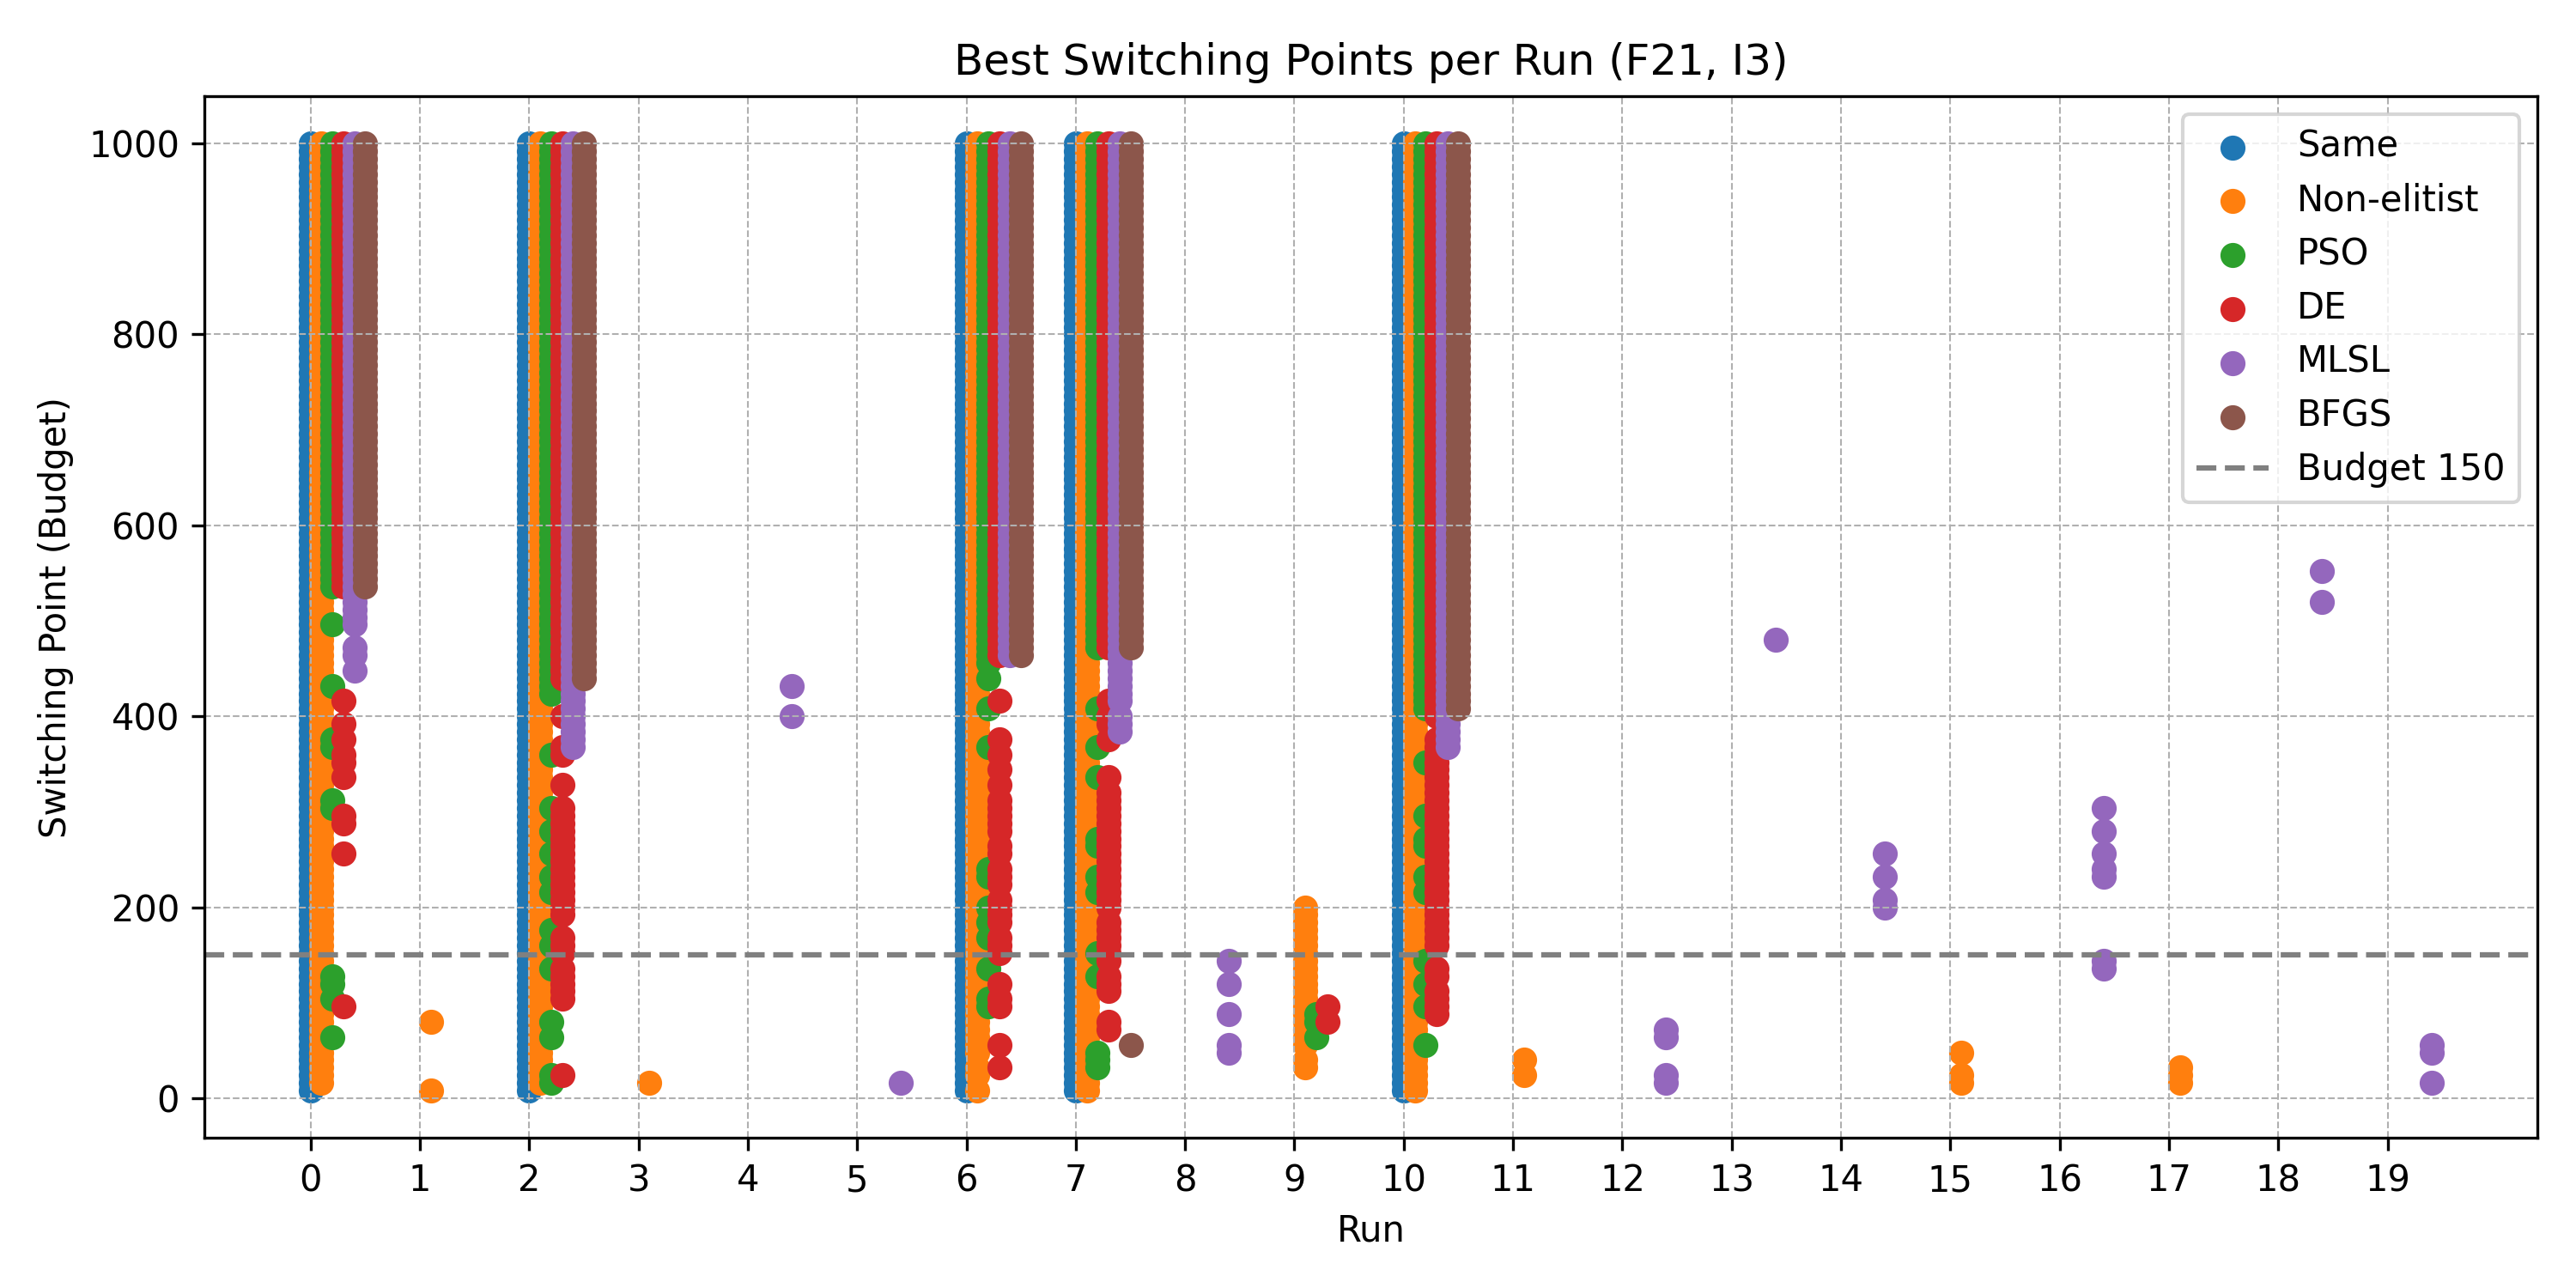 Best Switching Points per Run (F21, I3)
Switching Point (Budget)
1000
800
600
400
200
0
Same
Non-elitist
PSO
DE
MLSL
BFGS
Budget 150
0 1 2 3 4 5 6 7 8 9 10 11 12 13 14 15 16 17 18 19
Run